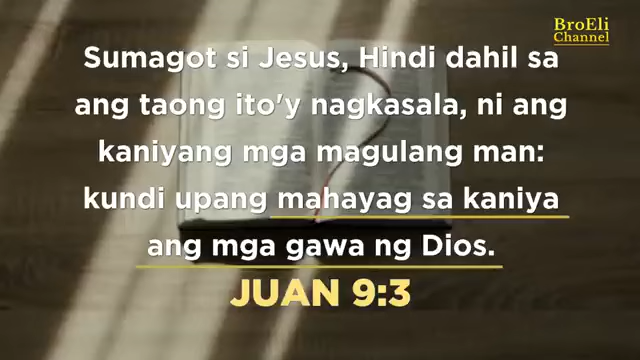 BroEli
Channel
Sumagot si Jesus, Hindi dahil sa
ang taong ito'y nagkasala, ni ang
kaniyang mga magulang man:
kundi upang mahayag sa kaniya
ang mga gawa ng Dios.
JUAN 9:3